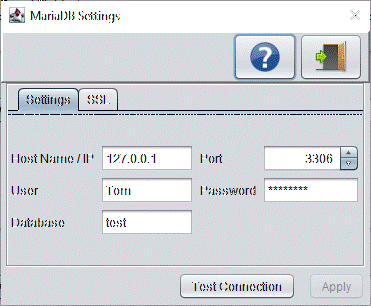 MariaDB Settings
Settings SSL
Host Name / IP 127.0.0.1 Port 3306
User Tom Password ********
Database test
Test Connection Apply